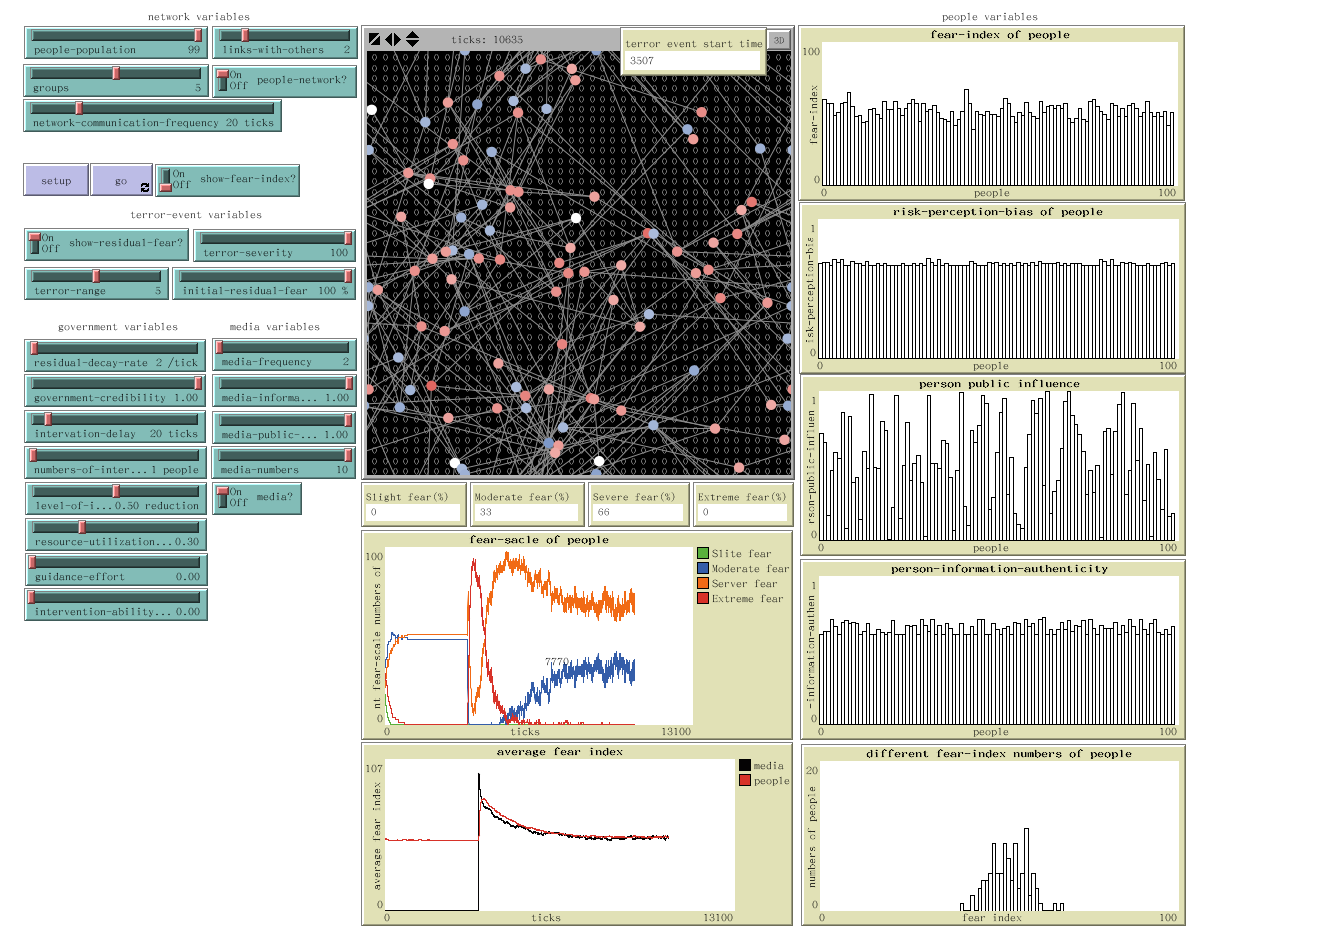 network variables
people-population 99
links-with-others 2
groups 5
On
Off
people-network?
network-communication-frequency 20 ticks
setup
go
On
Off
show-fear-index?
terror-event variables
On
Off
show-residual-fear?
terror-severity 100
terror-range 5
initial-residual-fear 100 %
government variables
media variables
residual-decay-rate 2 /tick
media-frequency 2
government-credibility 1.00
media-informa... 1.00
intervation-delay 20 ticks
media-public-... 1.00
numbers-of-inter... 1 people
media-numbers 10
level-of-i... 0.50 reduction
On
Off
media?
resource-utilization... 0.30
guidance-effort 0.00
intervention-ability... 0.00
ticks: 10635
3D
terror event start time
3507
Slight fear(%)
0
Moderate fear(%)
33
Severe fear(%)
66
Extreme fear(%)
0
fear-sacle of people
100
nt fear-scale numbers of
0
7770
0
ticks
13100
Slite fear
Moderate fear
Server fear
Extreme fear
average fear index
107
average fear index
0
0
ticks
13100
media
people
people variables
fear-index of people
100
fear-index
0
0
people
100
risk-perception-bias of people
1
isk-perception-bis
0
0
people
100
person public influence
1
rson-public-influen
0
0
people
100
person-information-authenticity
1
-information-authen
0
0
people
100
different fear-index numbers of people
20
numbers of people
0
0
fear index
100